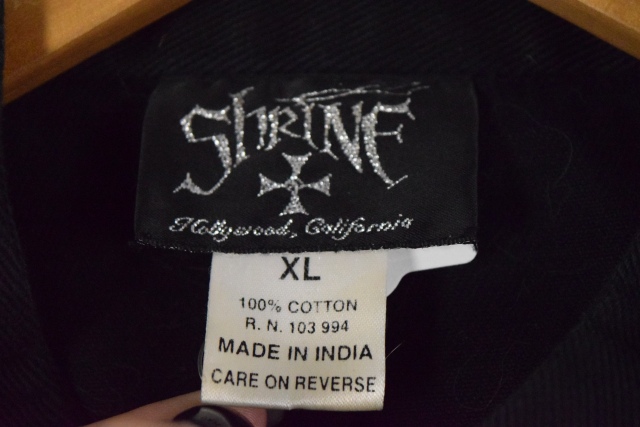 Shrine
Hollywood, California
XL
100% COTTON
R. N. 103 994
MADE IN INDIA
CARE ON REVERSE